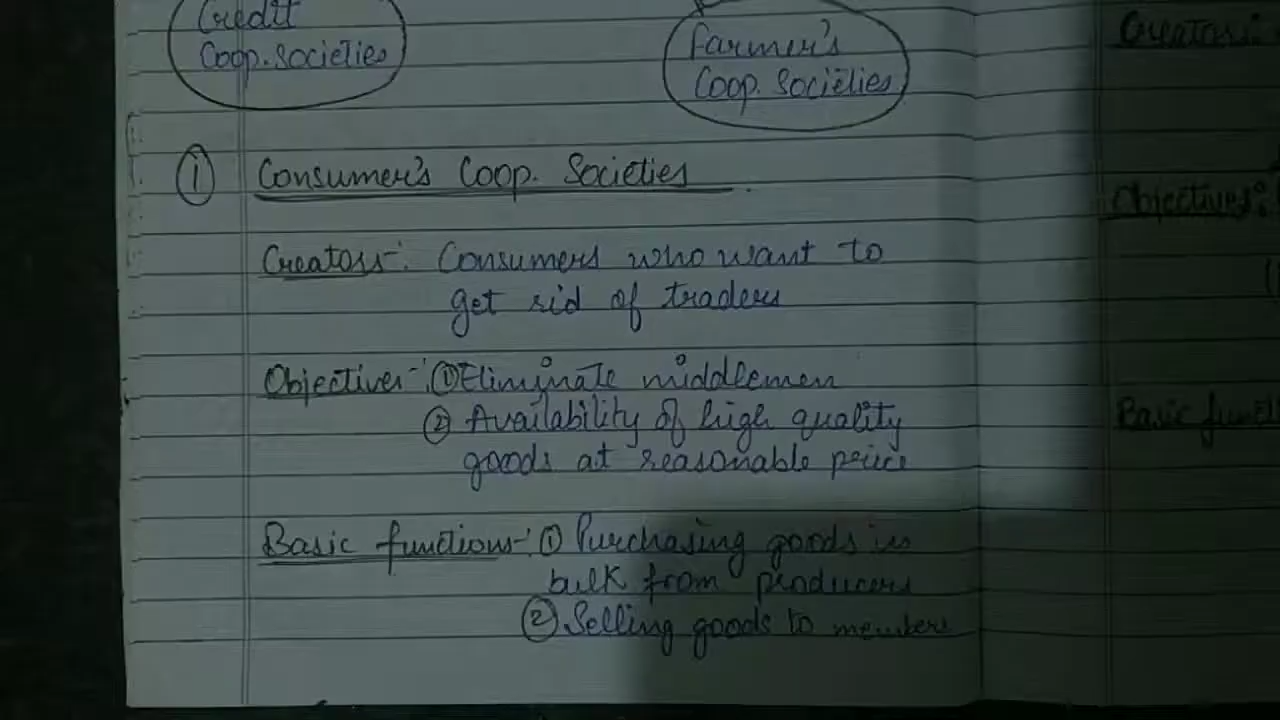 Credit
Coop. societies
Farmer's
Coop. Societies
① Consumer's Coop. Societies
Creators:- Consumers who want to
get rid of traders
Objectives:- ① Eliminate middlemen
② Availability of high quality
goods at reasonable price
Basic functions:- ① Purchasing goods in
bulk from producers
② Selling goods to members
Creators:
Objectives:
Basic